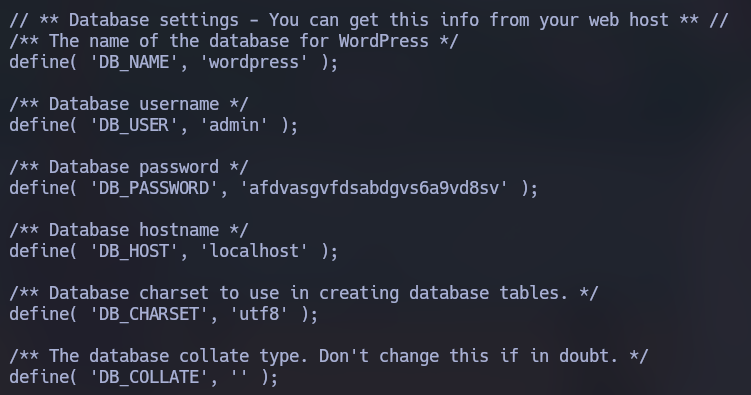 // ** Database settings - You can get this info from your web host ** //
/** The name of the database for WordPress */
define( 'DB_NAME', 'wordpress' );

/** Database username */
define( 'DB_USER', 'admin' );

/** Database password */
define( 'DB_PASSWORD', 'afdvasgvfdsabdgvs6a9vd8sv' );

/** Database hostname */
define( 'DB_HOST', 'localhost' );

/** Database charset to use in creating database tables. */
define( 'DB_CHARSET', 'utf8' );

/** The database collate type. Don't change this if in doubt. */
define( 'DB_COLLATE', '' );